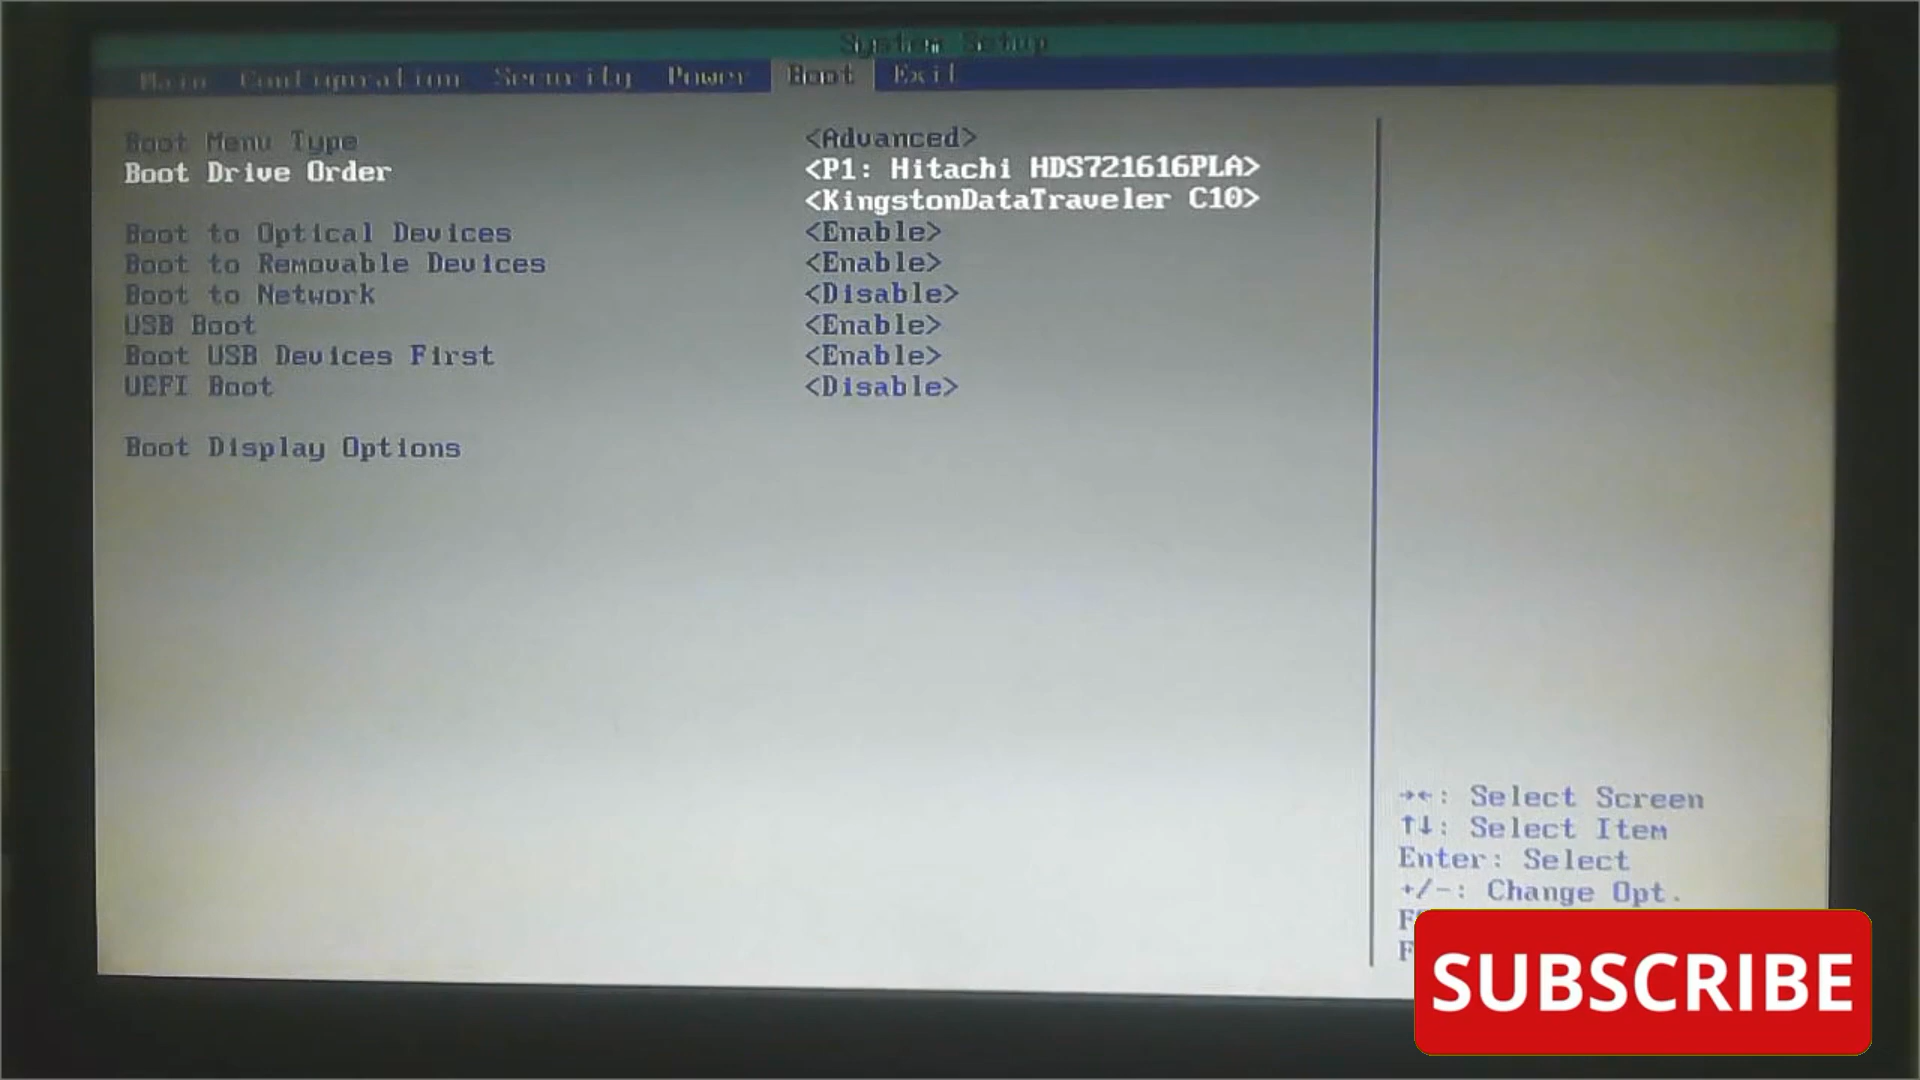 System Setup
Main Configuration Security Power Boot Exit
Boot Menu Type <Advanced>
Boot Drive Order <P1: Hitachi HDS721616PLA>
<KingstonDataTraveler C10>
Boot to Optical Devices <Enable>
Boot to Removable Devices <Enable>
Boot to Network <Disable>
USB Boot <Enable>
Boot USB Devices First <Enable>
UEFI Boot <Disable>
Boot Display Options
→←: Select Screen
↑↓: Select Item
Enter: Select
+/-: Change Opt.
SUBSCRIBE